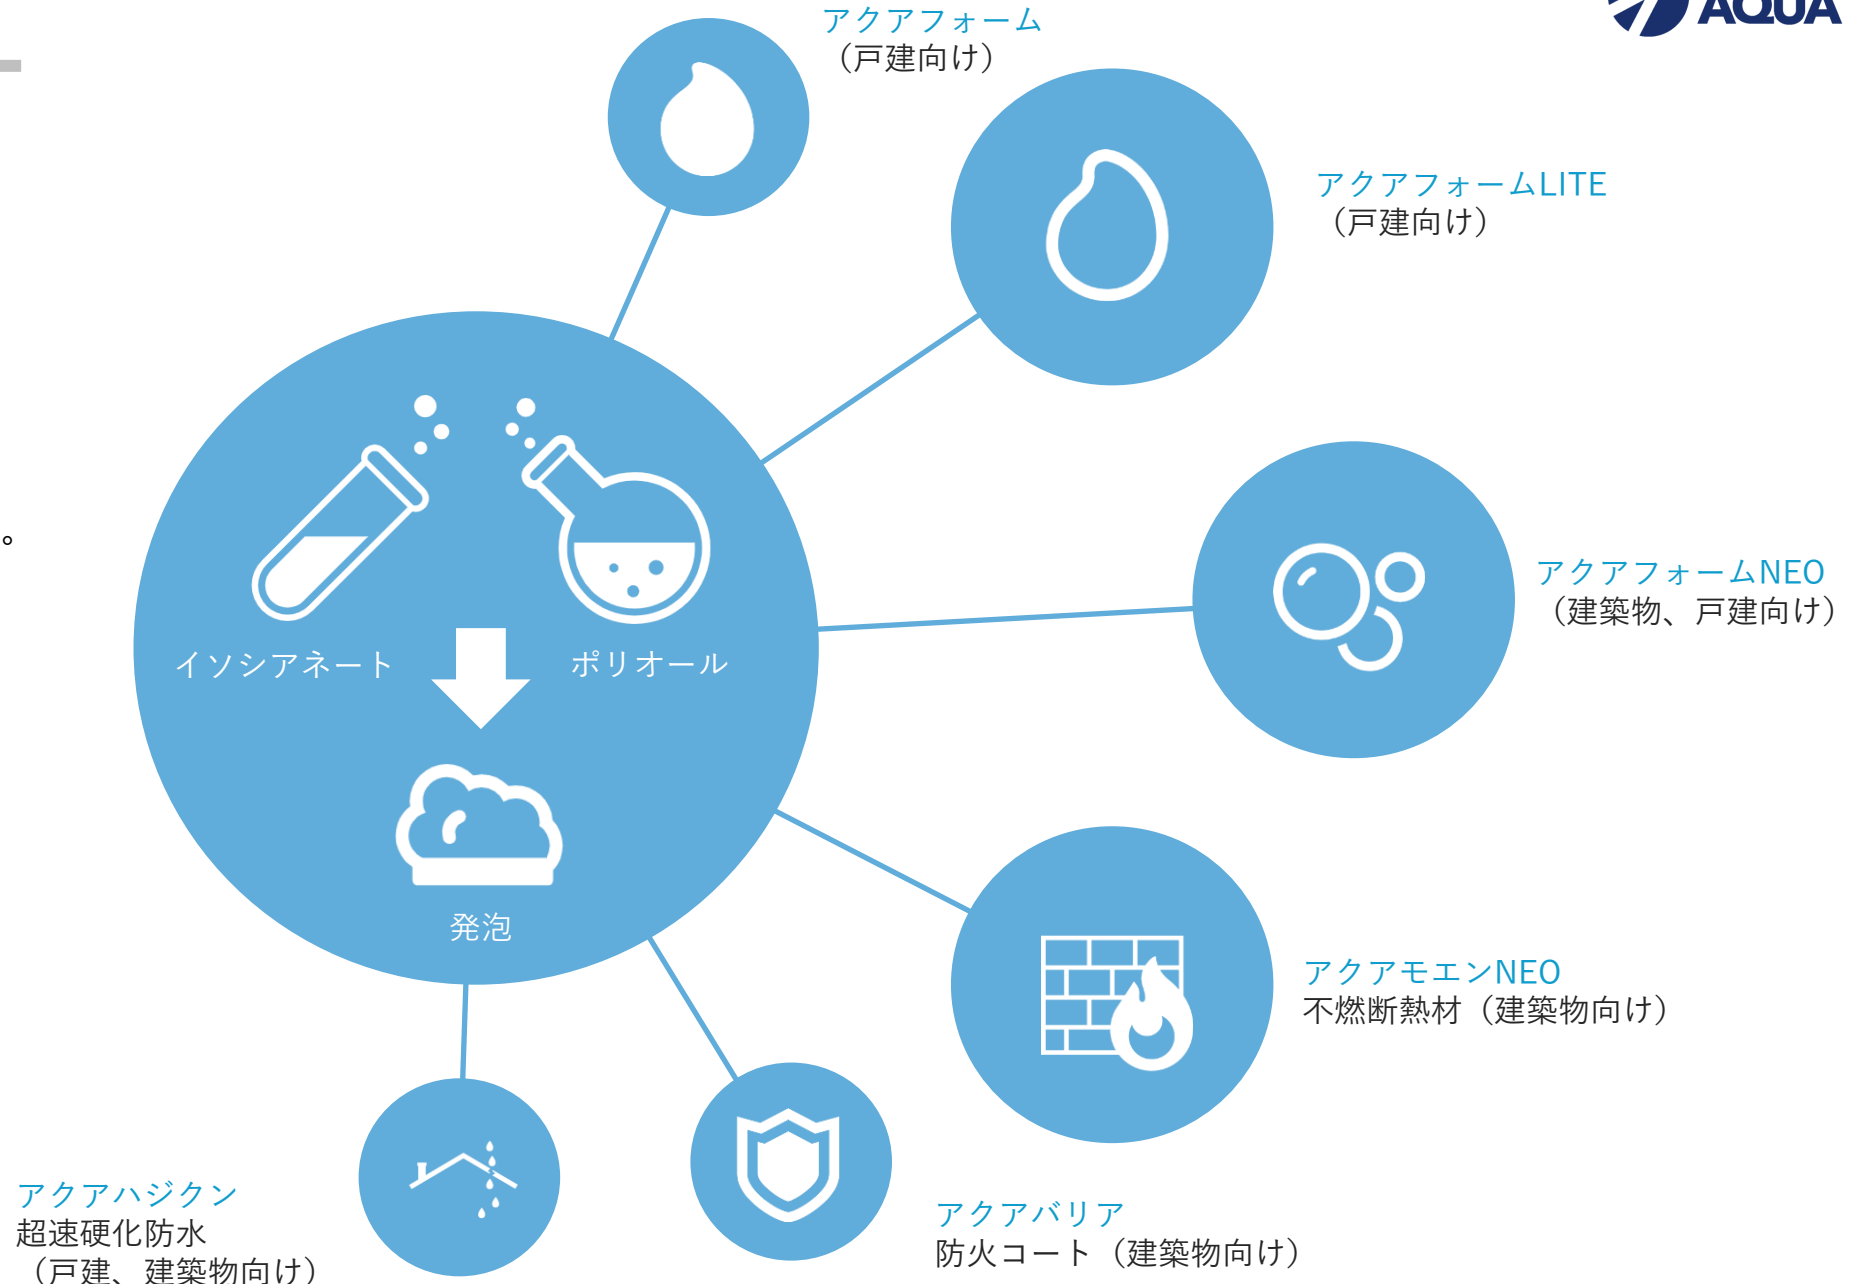 アクアフォーム
（戸建向け）
AQUA
アクアフォームLITE
（戸建向け）
。
アクアフォームNEO
（建築物、戸建向け）
イソシアネート
ポリオール
発泡
アクアモエンNEO
不燃断熱材（建築物向け）
アクアハジクン
超速硬化防水
（戸建、建築物向け）
アクアバリア
防火コート（建築物向け）